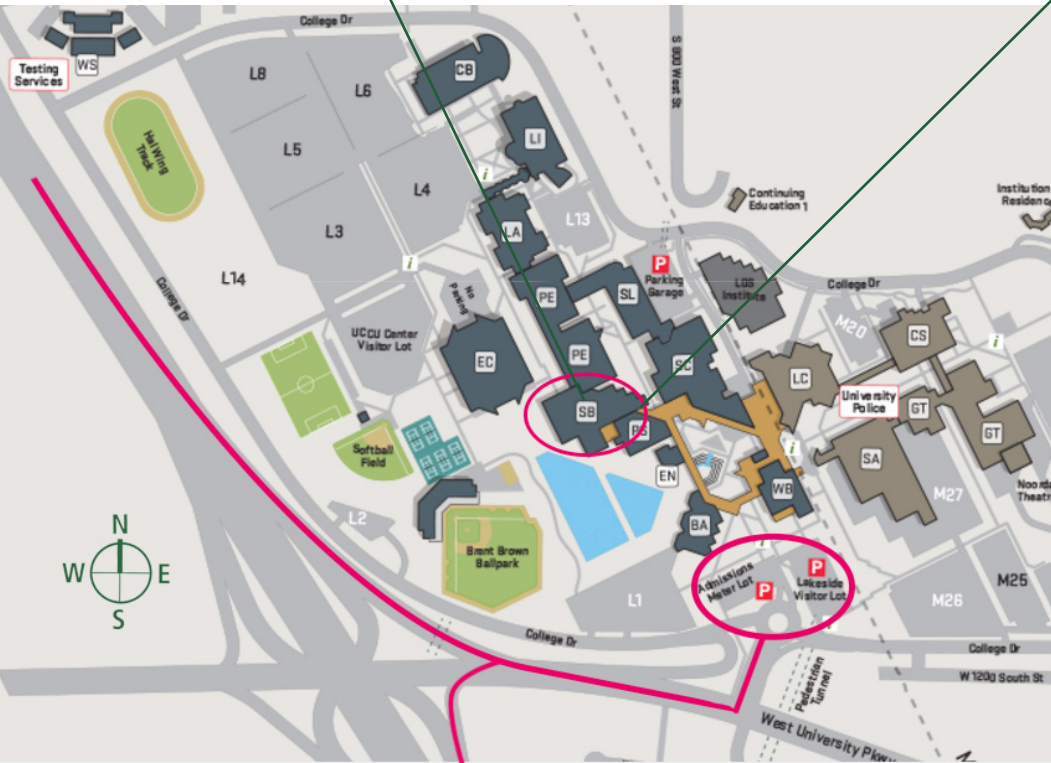 College Dr
S 800 West St
WS
Testing
Services
L8
L6
CB
Hal Wing
Track
L5
LI
L4
i
Continuing
Education 1
Institution
LA
L13
L3
i
P
Parking
Garage
L14
College Dr
No
Parking
PE
SL
LDS
Institute
College Dr
M20
CS
i
UCCU Center
Visitor Lot
EC
PE
SC
LC
University
Police
GT
GT
SB
PS
Softball
Field
i
SA
EN
WB
M27
L2
BA
N
W
E
S
Brent Brown
Ballpark
i
Admissions
Meter Lot
P
P
Lakeside
Visitor Lot
L1
M26
M25
College Dr
College Dr
W 1200 South St
Pedestrian
Tunnel
West University Pkwy